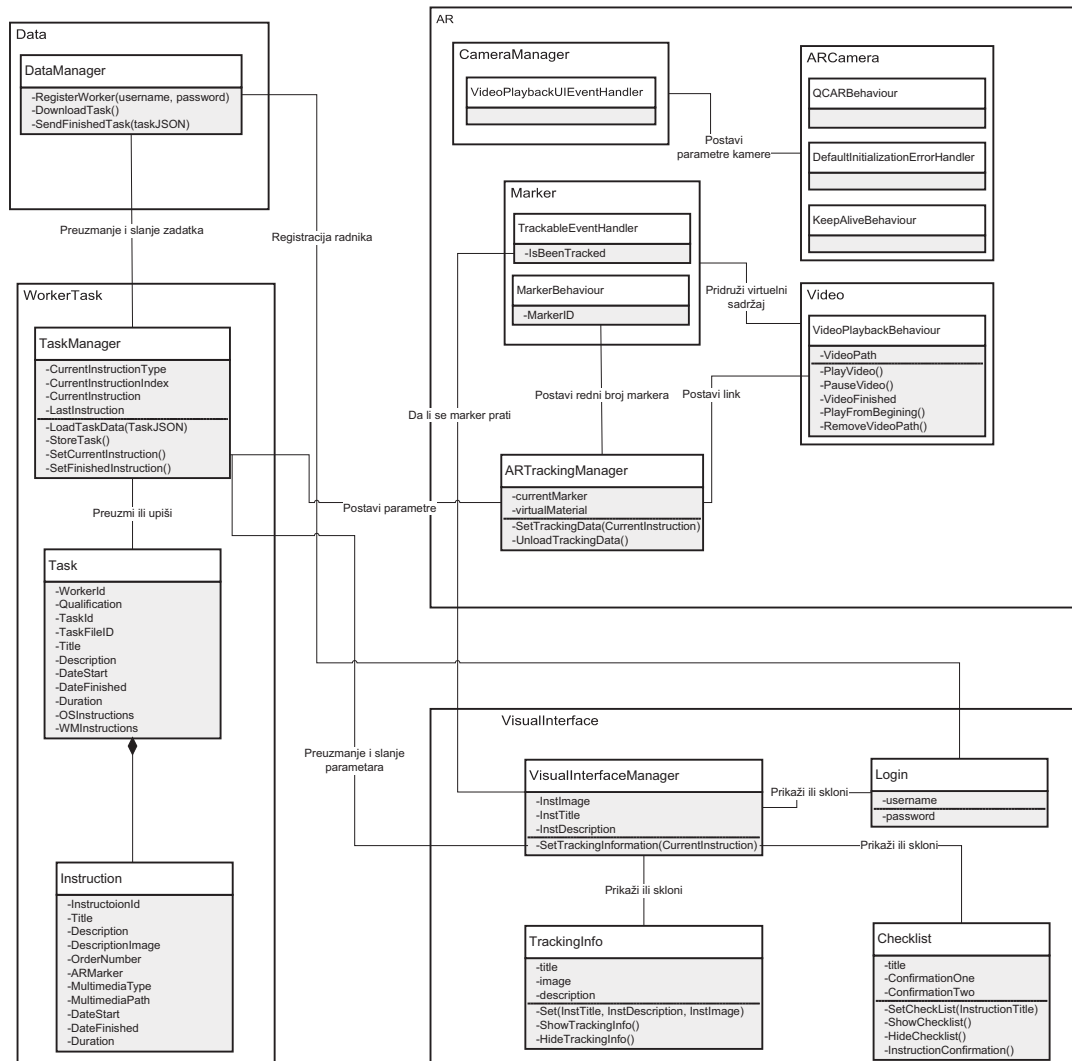 Data
DataManager
-RegisterWorker(username, password)
-DownloadTask()
-SendFinishedTask(taskJSON)
Preuzmanje i slanje zadatka
Registracija radnika
WorkerTask
TaskManager
-CurrentInstructionType
-CurrentInstructionIndex
-CurrentInstruction
-LastInstruction
-LoadTaskData(TaskJSON)
-StoreTask()
-SetCurrentInstruction()
-SetFinishedInstruction()
Preuzmi ili upiši
Task
-WorkerId
-Qualification
-TaskId
-TaskFileID
-Title
-Description
-DateStart
-DateFinished
-Duration
-OSInstructions
-WMInstructions
Instruction
-InstructoionId
-Title
-Description
-DescriptionImage
-OrderNumber
-ARMarker
-MultimediaType
-MultimediaPath
-DateStart
-DateFinished
-Duration
AR
CameraManager
VideoPlaybackUIEventHandler
Postavi
parametre kamere
ARCamera
QCARBehaviour
DefaultInitializationErrorHandler
KeepAliveBehaviour
Marker
TrackableEventHandler
-IsBeenTracked
MarkerBehaviour
-MarkerID
Pridruži virtuelni
sadržaj
Video
VideoPlaybackBehaviour
-VideoPath
-PlayVideo()
-PauseVideo()
-VideoFinished
-PlayFromBegining()
-RemoveVideoPath()
Postavi redni broj markera
Postavi link
Da li se marker prati
ARTrackingManager
-currentMarker
-virtualMaterial
-SetTrackingData(CurrentInstruction)
-UnloadTrackingData()
Postavi parametre
Preuzmanje i slanje
parametara
VisualInterface
VisualInterfaceManager
-InstImage
-InstTitle
-InstDescription
-SetTrackingInformation(CurrentInstruction)
Prikaži ili skloni
Login
-username
-password
Prikaži ili skloni
Prikaži ili skloni
TrackingInfo
-title
-image
-description
-Set(InstTitle, InstDescription, InstImage)
-ShowTrackingInfo()
-HideTrackingInfo()
Checklist
-title
-ConfirmationOne
-ConfirmationTwo
-SetCheckList(InstructionTitle)
-ShowChecklist()
-HideChecklist()
-InstructionConfirmation()